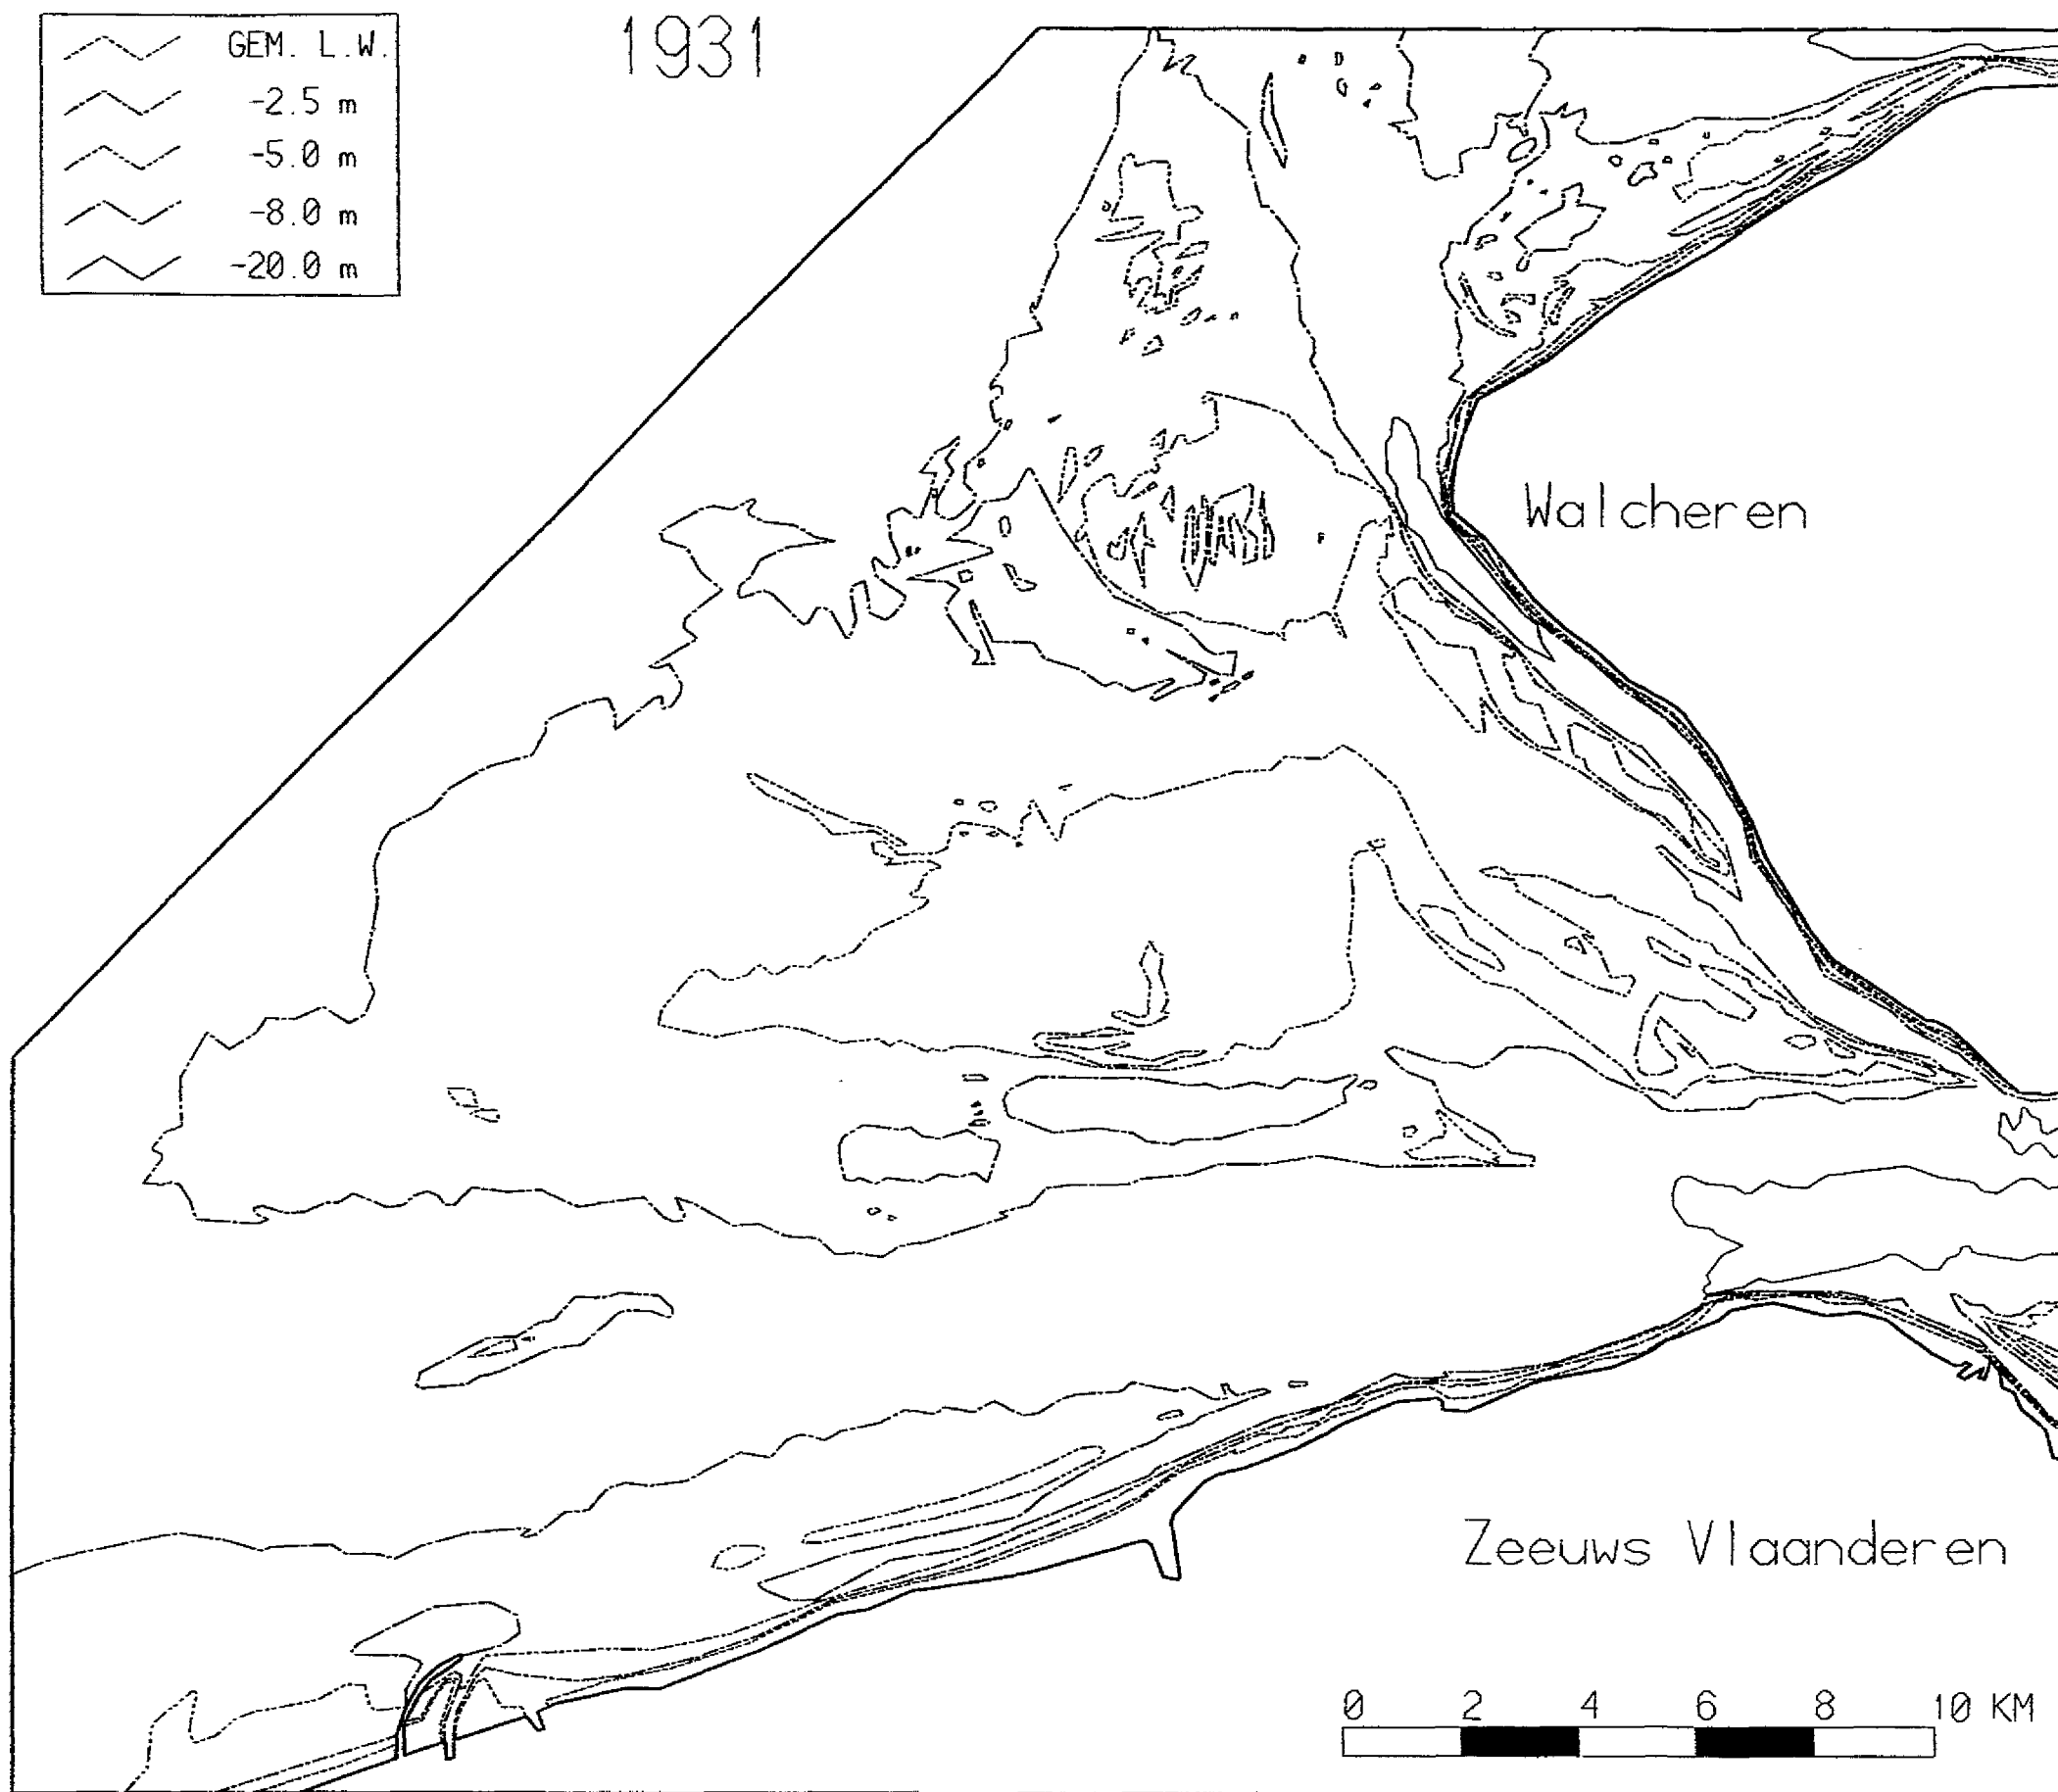 1931
GEM. L.W.
-2.5 m
-5.0 m
-8.0 m
-20.0 m
Walcheren
Zeeuws Vlaanderen
0 2 4 6 8 10 KM